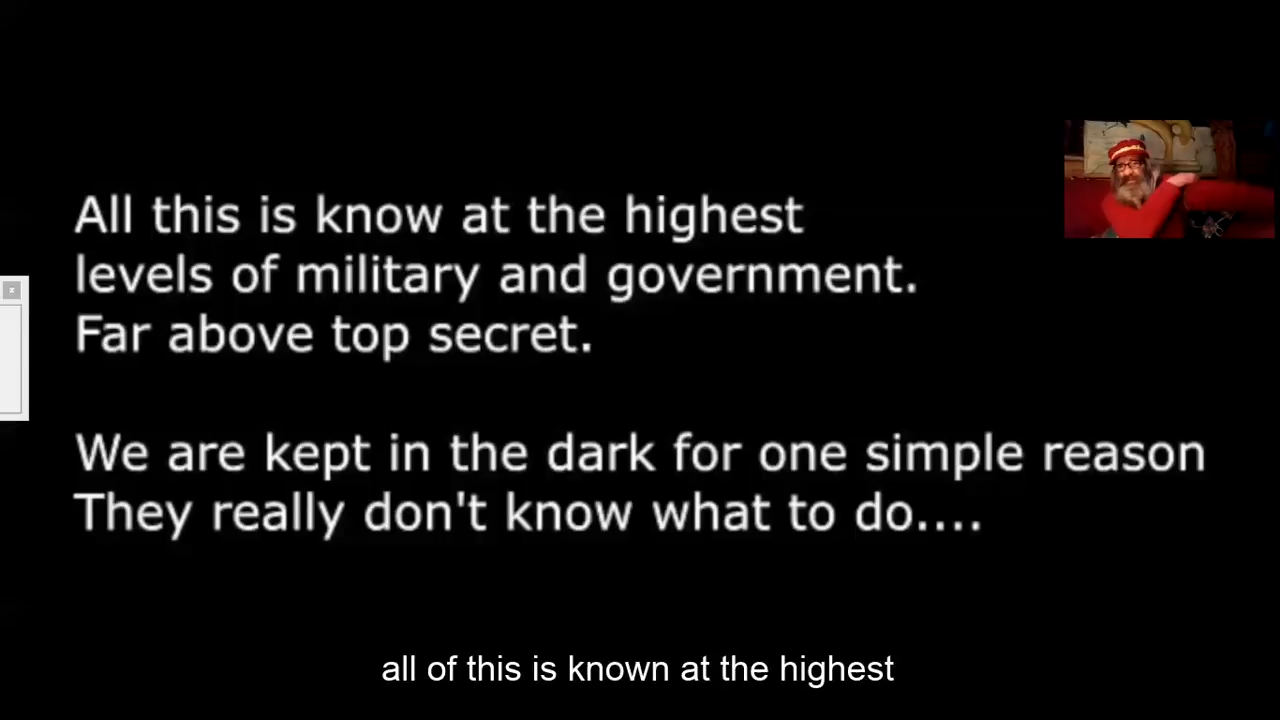 All this is know at the highest
levels of military and government.
Far above top secret.
We are kept in the dark for one simple reason
They really don't know what to do....
all of this is known at the highest